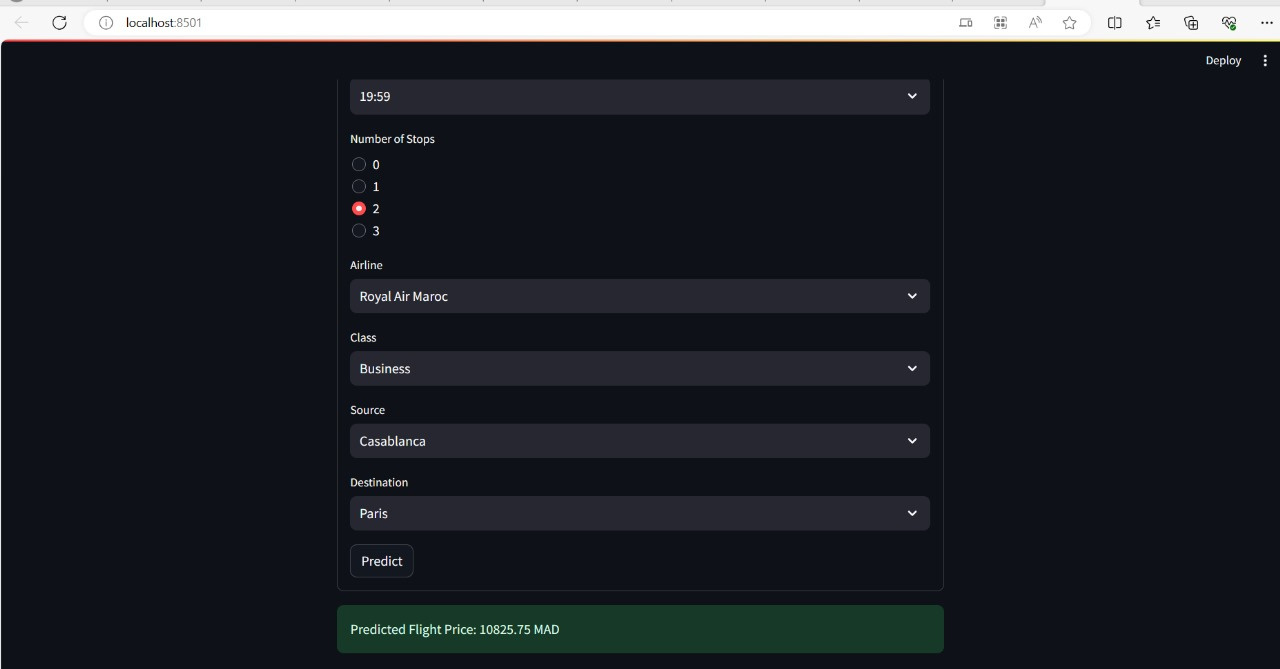 localhost:8501
Deploy
19:59
Number of Stops
0
1
2
3
Airline
Royal Air Maroc
Class
Business
Source
Casablanca
Destination
Paris
Predict
Predicted Flight Price: 10825.75 MAD